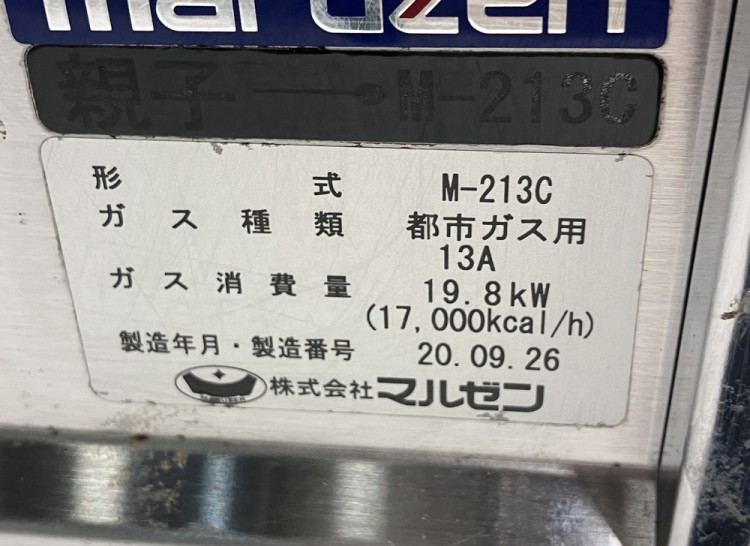 maruzen
親子 M-213C
形式 M-213C
ガス種類 都市ガス用
13A
ガス消費量 19.8kW
(17,000kcal/h)
製造年月・製造番号 20.09.26
株式会社マルゼン